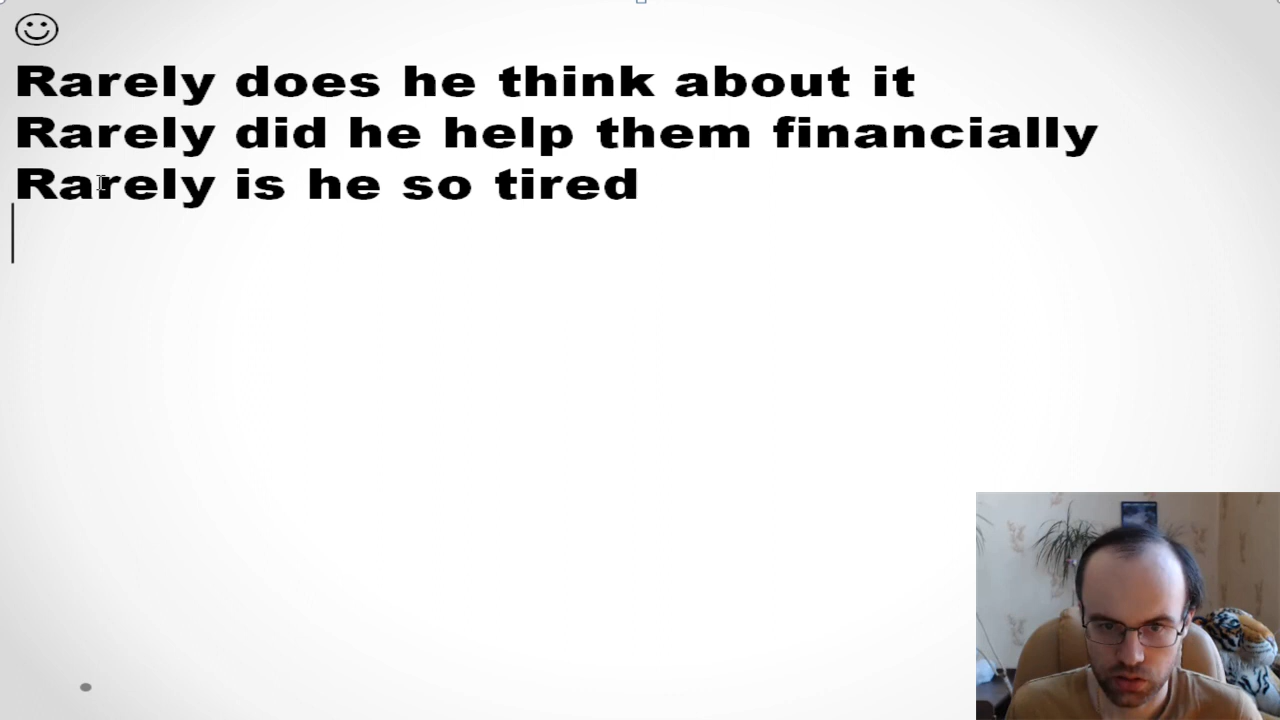 Rarely does he think about it
Rarely did he help them financially
Rarely is he so tired